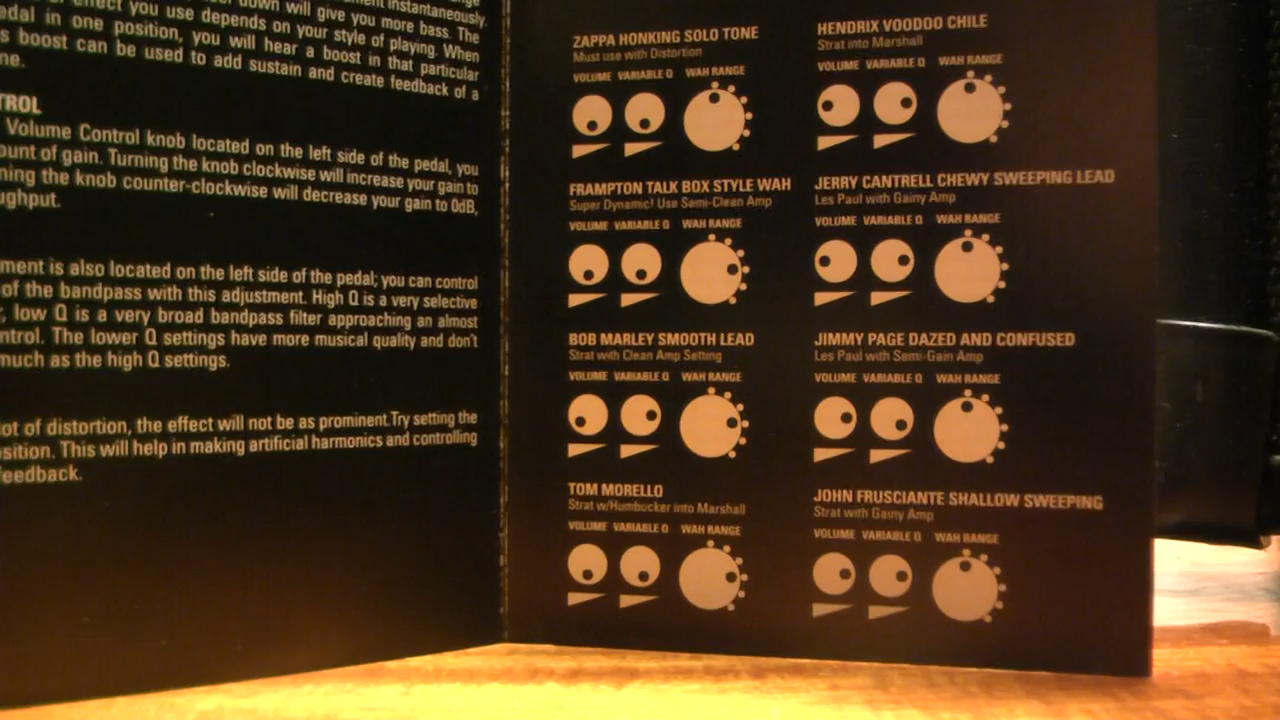 effect you use depends on your style of playing. When
down will give you more bass. The
instantaneously.
pedal in one position, you will hear a boost in that particular
s boost can be used to add sustain and create feedback of a
ne.
TROL
Volume Control knob located on the left side of the pedal, you
ount of gain. Turning the knob clockwise will increase your gain to
ning the knob counter-clockwise will decrease your gain to 0dB,
ughput.
ment is also located on the left side of the pedal; you can control
of the bandpass with this adjustment. High Q is a very selective
, low Q is a very broad bandpass filter approaching an almost
ntrol. The lower Q settings have more musical quality and don't
much as the high Q settings.
lot of distortion, the effect will not be as prominent. Try setting the
sition. This will help in making artificial harmonics and controlling
feedback.
ZAPPA HONKING SOLO TONE
Must use with Distortion
VOLUME VARIABLE Q WAH RANGE
HENDRIX VOODOO CHILE
Strat into Marshall
VOLUME VARIABLE Q WAH RANGE
FRAMPTON TALK BOX STYLE WAH
Super Dynamic! Use Semi-Clean Amp
VOLUME VARIABLE Q WAH RANGE
JERRY CANTRELL CHEWY SWEEPING LEAD
Les Paul with Gainy Amp
VOLUME VARIABLE Q WAH RANGE
BOB MARLEY SMOOTH LEAD
Strat with Clean Amp Setting
VOLUME VARIABLE Q WAH RANGE
JIMMY PAGE DAZED AND CONFUSED
Les Paul with Semi-Gain Amp
VOLUME VARIABLE Q WAH RANGE
TOM MORELLO
Strat w/Humbucker into Marshall
VOLUME VARIABLE Q WAH RANGE
JOHN FRUSCIANTE SHALLOW SWEEPING
Strat with Gainy Amp
VOLUME VARIABLE Q WAH RANGE